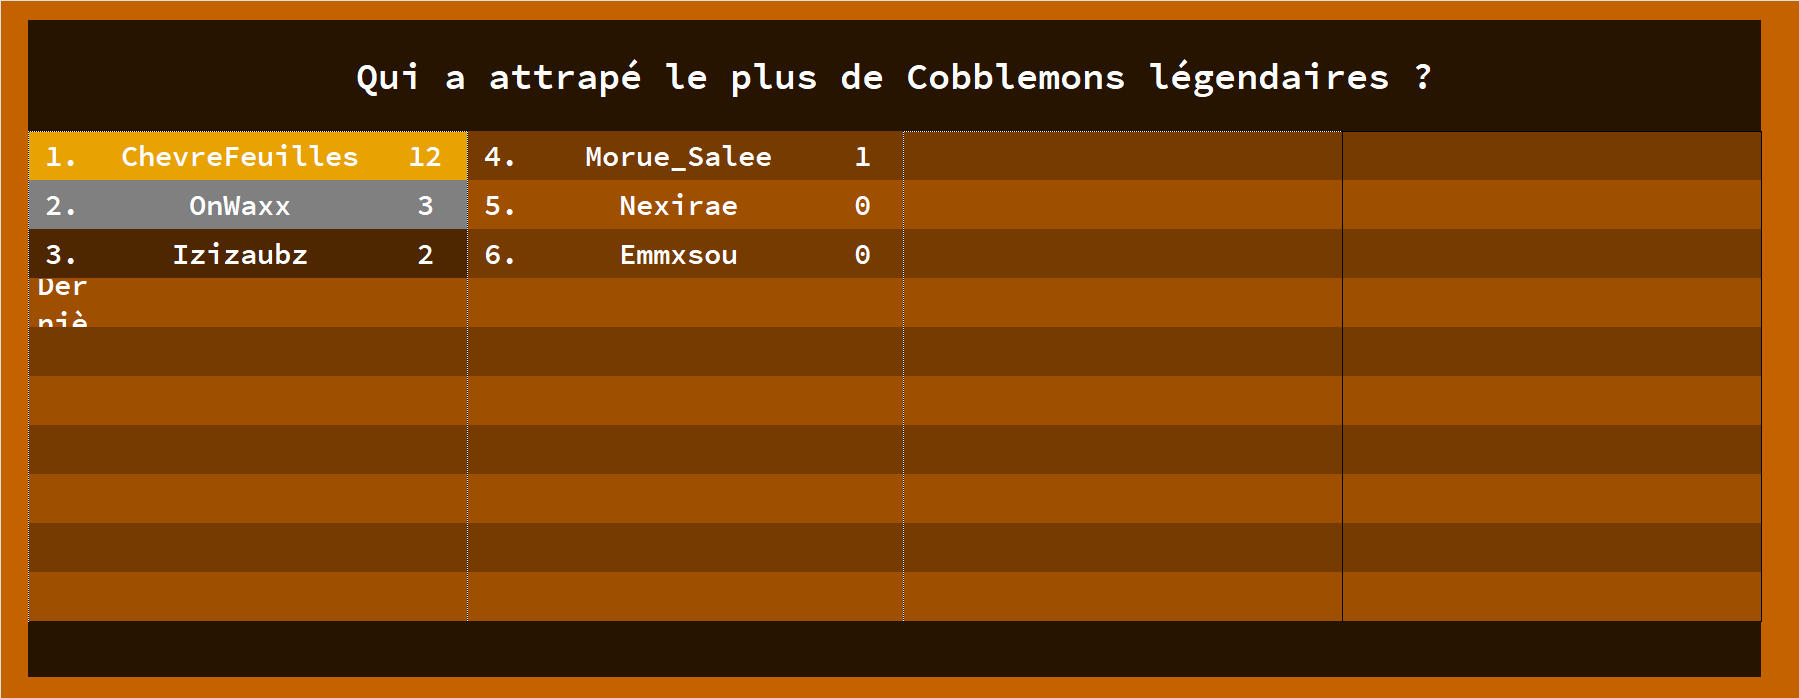 Qui a attrapé le plus de Cobblemons légendaires ?
1. ChevreFeuilles 12 4. Morue_Salee 1
2. OnWaxx 3 5. Nexirae 0
3. Izizaubz 2 6. Emmxsou 0
Der
niè